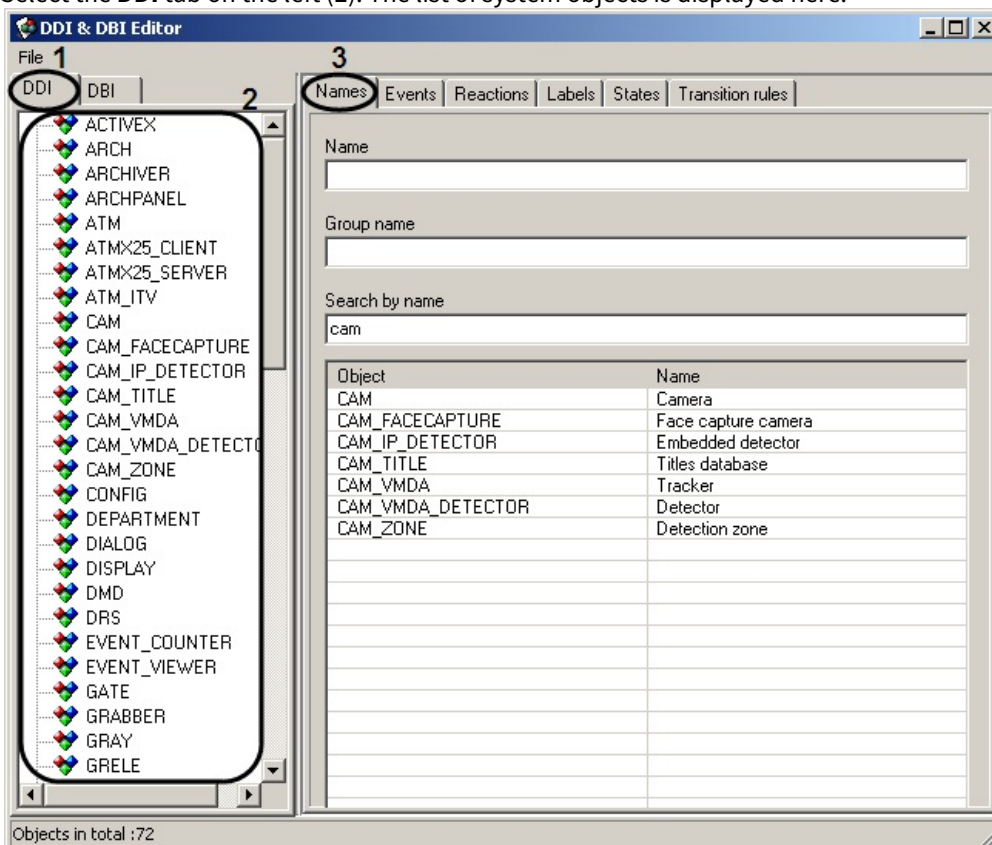 Select the DDI tab on the left (2). The list of system objects is displayed here.
DDI & DBI Editor
File 1 3
DDI DBI 2
Names Events Reactions Labels States Transition rules
ACTIVEX
ARCH
ARCHIVER
ARCHPANEL
ATM
ATMX25_CLIENT
ATMX25_SERVER
ATM_ITV
CAM
CAM_FACECAPTURE
CAM_IP_DETECTOR
CAM_TITLE
CAM_VMDA
CAM_VMDA_DETECTO
CAM_ZONE
CONFIG
DEPARTMENT
DIALOG
DISPLAY
DMD
DRS
EVENT_COUNTER
EVENT_VIEWER
GATE
GRABBER
GRAY
GRELE
Name
Group name
Search by name
cam
Object Name
CAM Camera
CAM_FACECAPTURE Face capture camera
CAM_IP_DETECTOR Embedded detector
CAM_TITLE Titles database
CAM_VMDA Tracker
CAM_VMDA_DETECTOR Detector
CAM_ZONE Detection zone
Objects in total :72